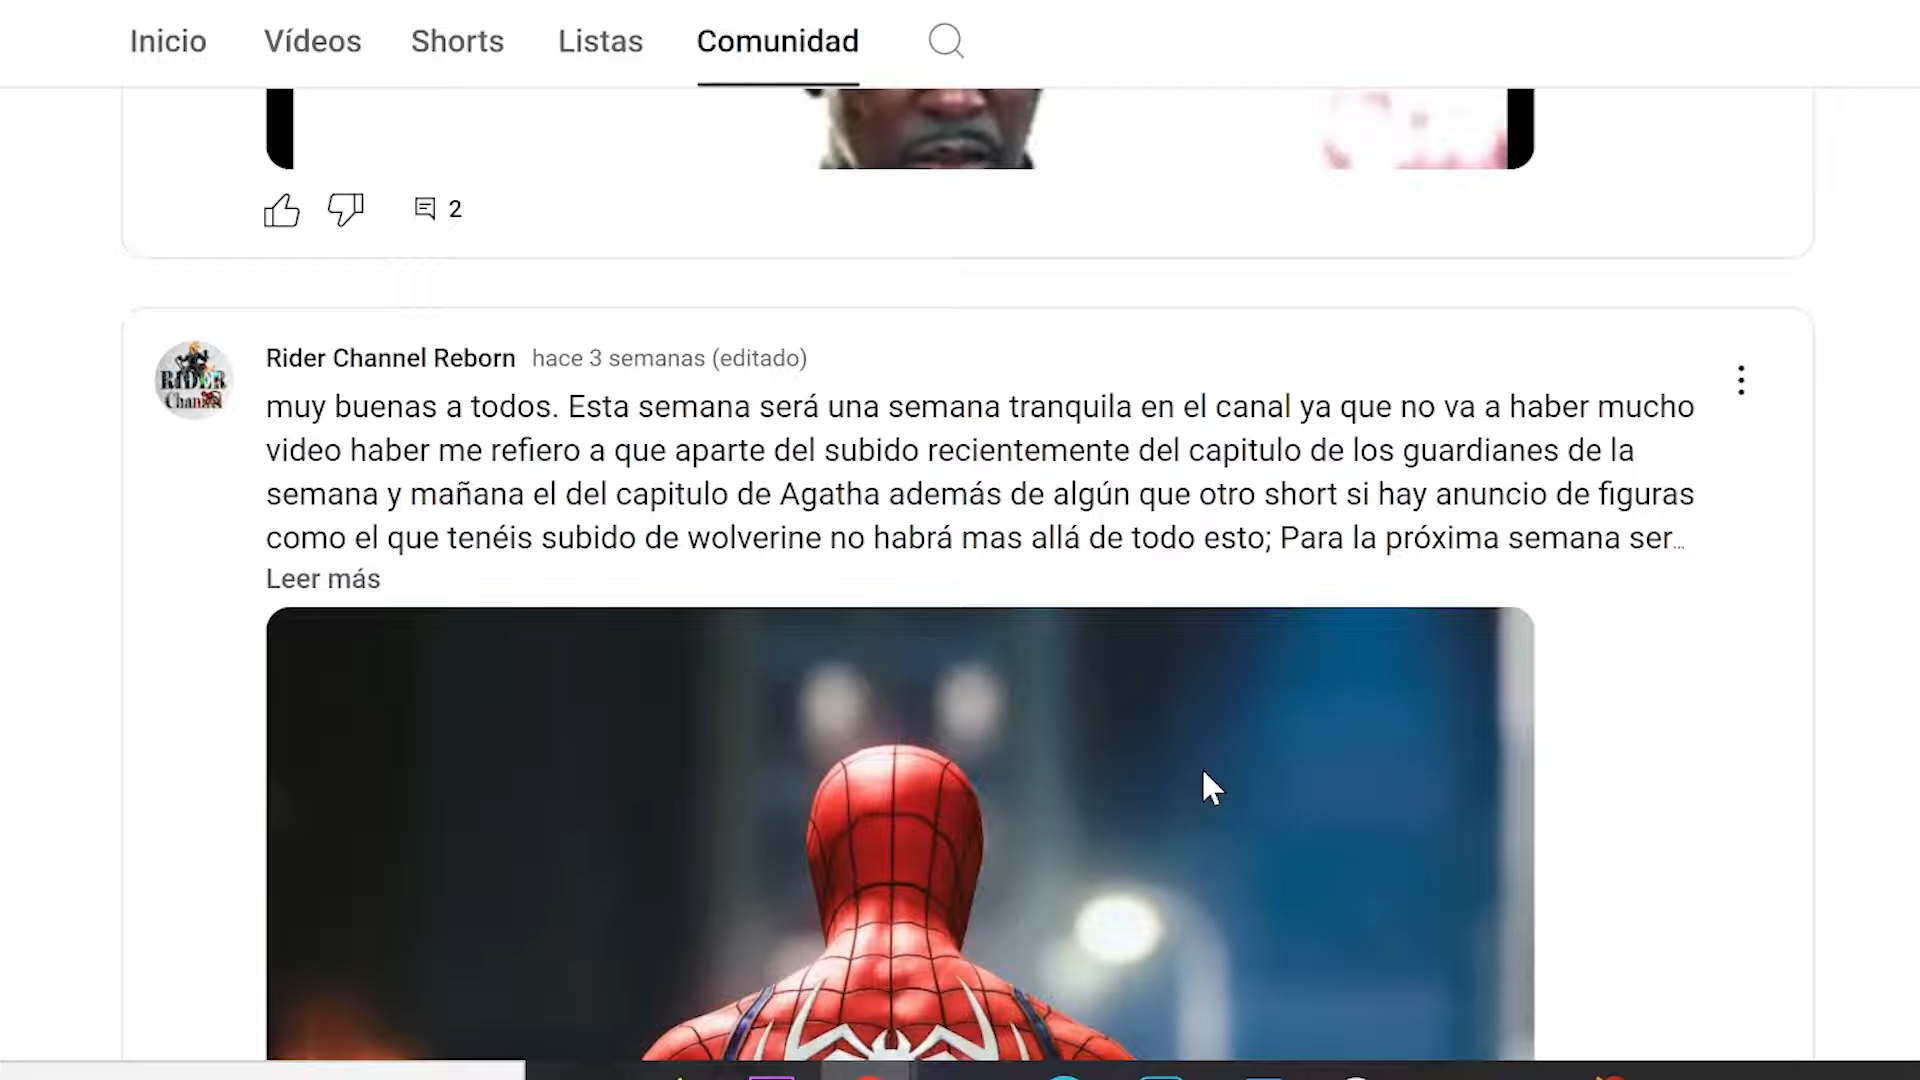 Inicio Vídeos Shorts Listas Comunidad
2
Rider Channel Reborn hace 3 semanas (editado)
RIDER
Channel
muy buenas a todos. Esta semana será una semana tranquila en el canal ya que no va a haber mucho
video haber me refiero a que aparte del subido recientemente del capitulo de los guardianes de la
semana y mañana el del capitulo de Agatha además de algún que otro short si hay anuncio de figuras
como el que tenéis subido de wolverine no habrá mas allá de todo esto; Para la próxima semana ser...
Leer más